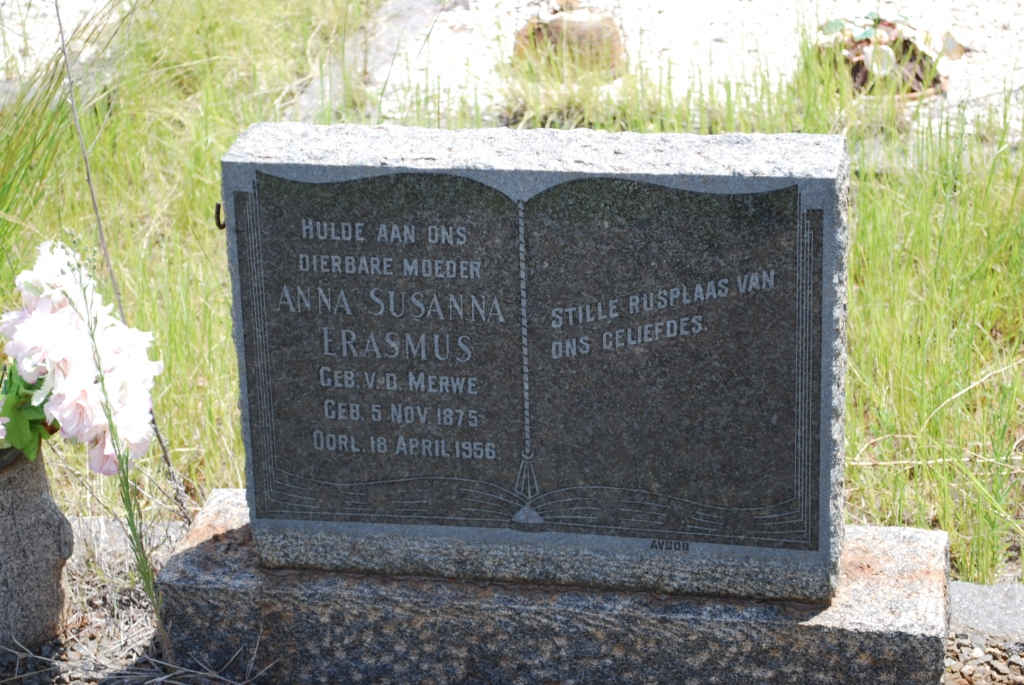 HULDE AAN ONS
DIERBARE MOEDER
ANNA SUSANNA
ERASMUS
GEB. V.D. MERWE
GEB. 5 NOV. 1875
OORL. 18 APRIL 1956.
STILLE RUSPLAAS VAN
ONS GELIEFDES.